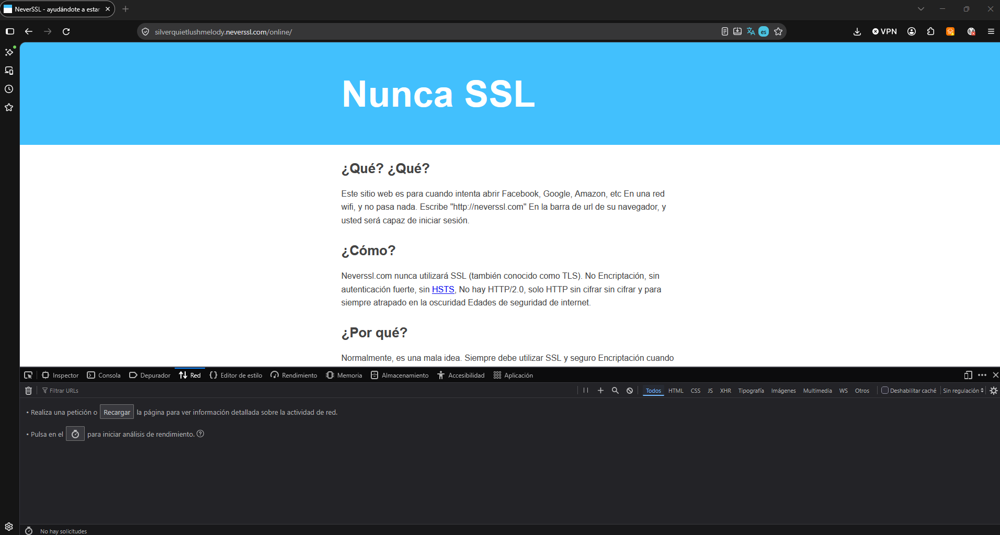 NeverSSL - ayudándote a estar
silverquietlushmelody.neverssl.com/online/
es
VPN
Nunca SSL
¿Qué? ¿Qué?
Este sitio web es para cuando intenta abrir Facebook, Google, Amazon, etc En una red
wifi, y no pasa nada. Escribe "http://neverssl.com" En la barra de url de su navegador, y
usted será capaz de iniciar sesión.
¿Cómo?
Neverssl.com nunca utilizará SSL (también conocido como TLS). No Encriptación, sin
autenticación fuerte, sin HSTS, No hay HTTP/2.0, solo HTTP sin cifrar sin cifrar y para
siempre atrapado en la oscuridad Edades de seguridad de internet.
¿Por qué?
Normalmente, es una mala idea. Siempre debe utilizar SSL y seguro Encriptación cuando
Inspector Consola Depurador Red Editor de estilo Rendimiento Memoria Almacenamiento Accesibilidad Aplicación
Filtrar URLs Todos HTML CSS JS XHR Tipografía Imágenes Multimedia WS Otros Deshabilitar caché Sin regulación
• Realiza una petición o Recargar la página para ver información detallada sobre la actividad de red.
• Pulsa en el para iniciar análisis de rendimiento.
No hay solicitudes